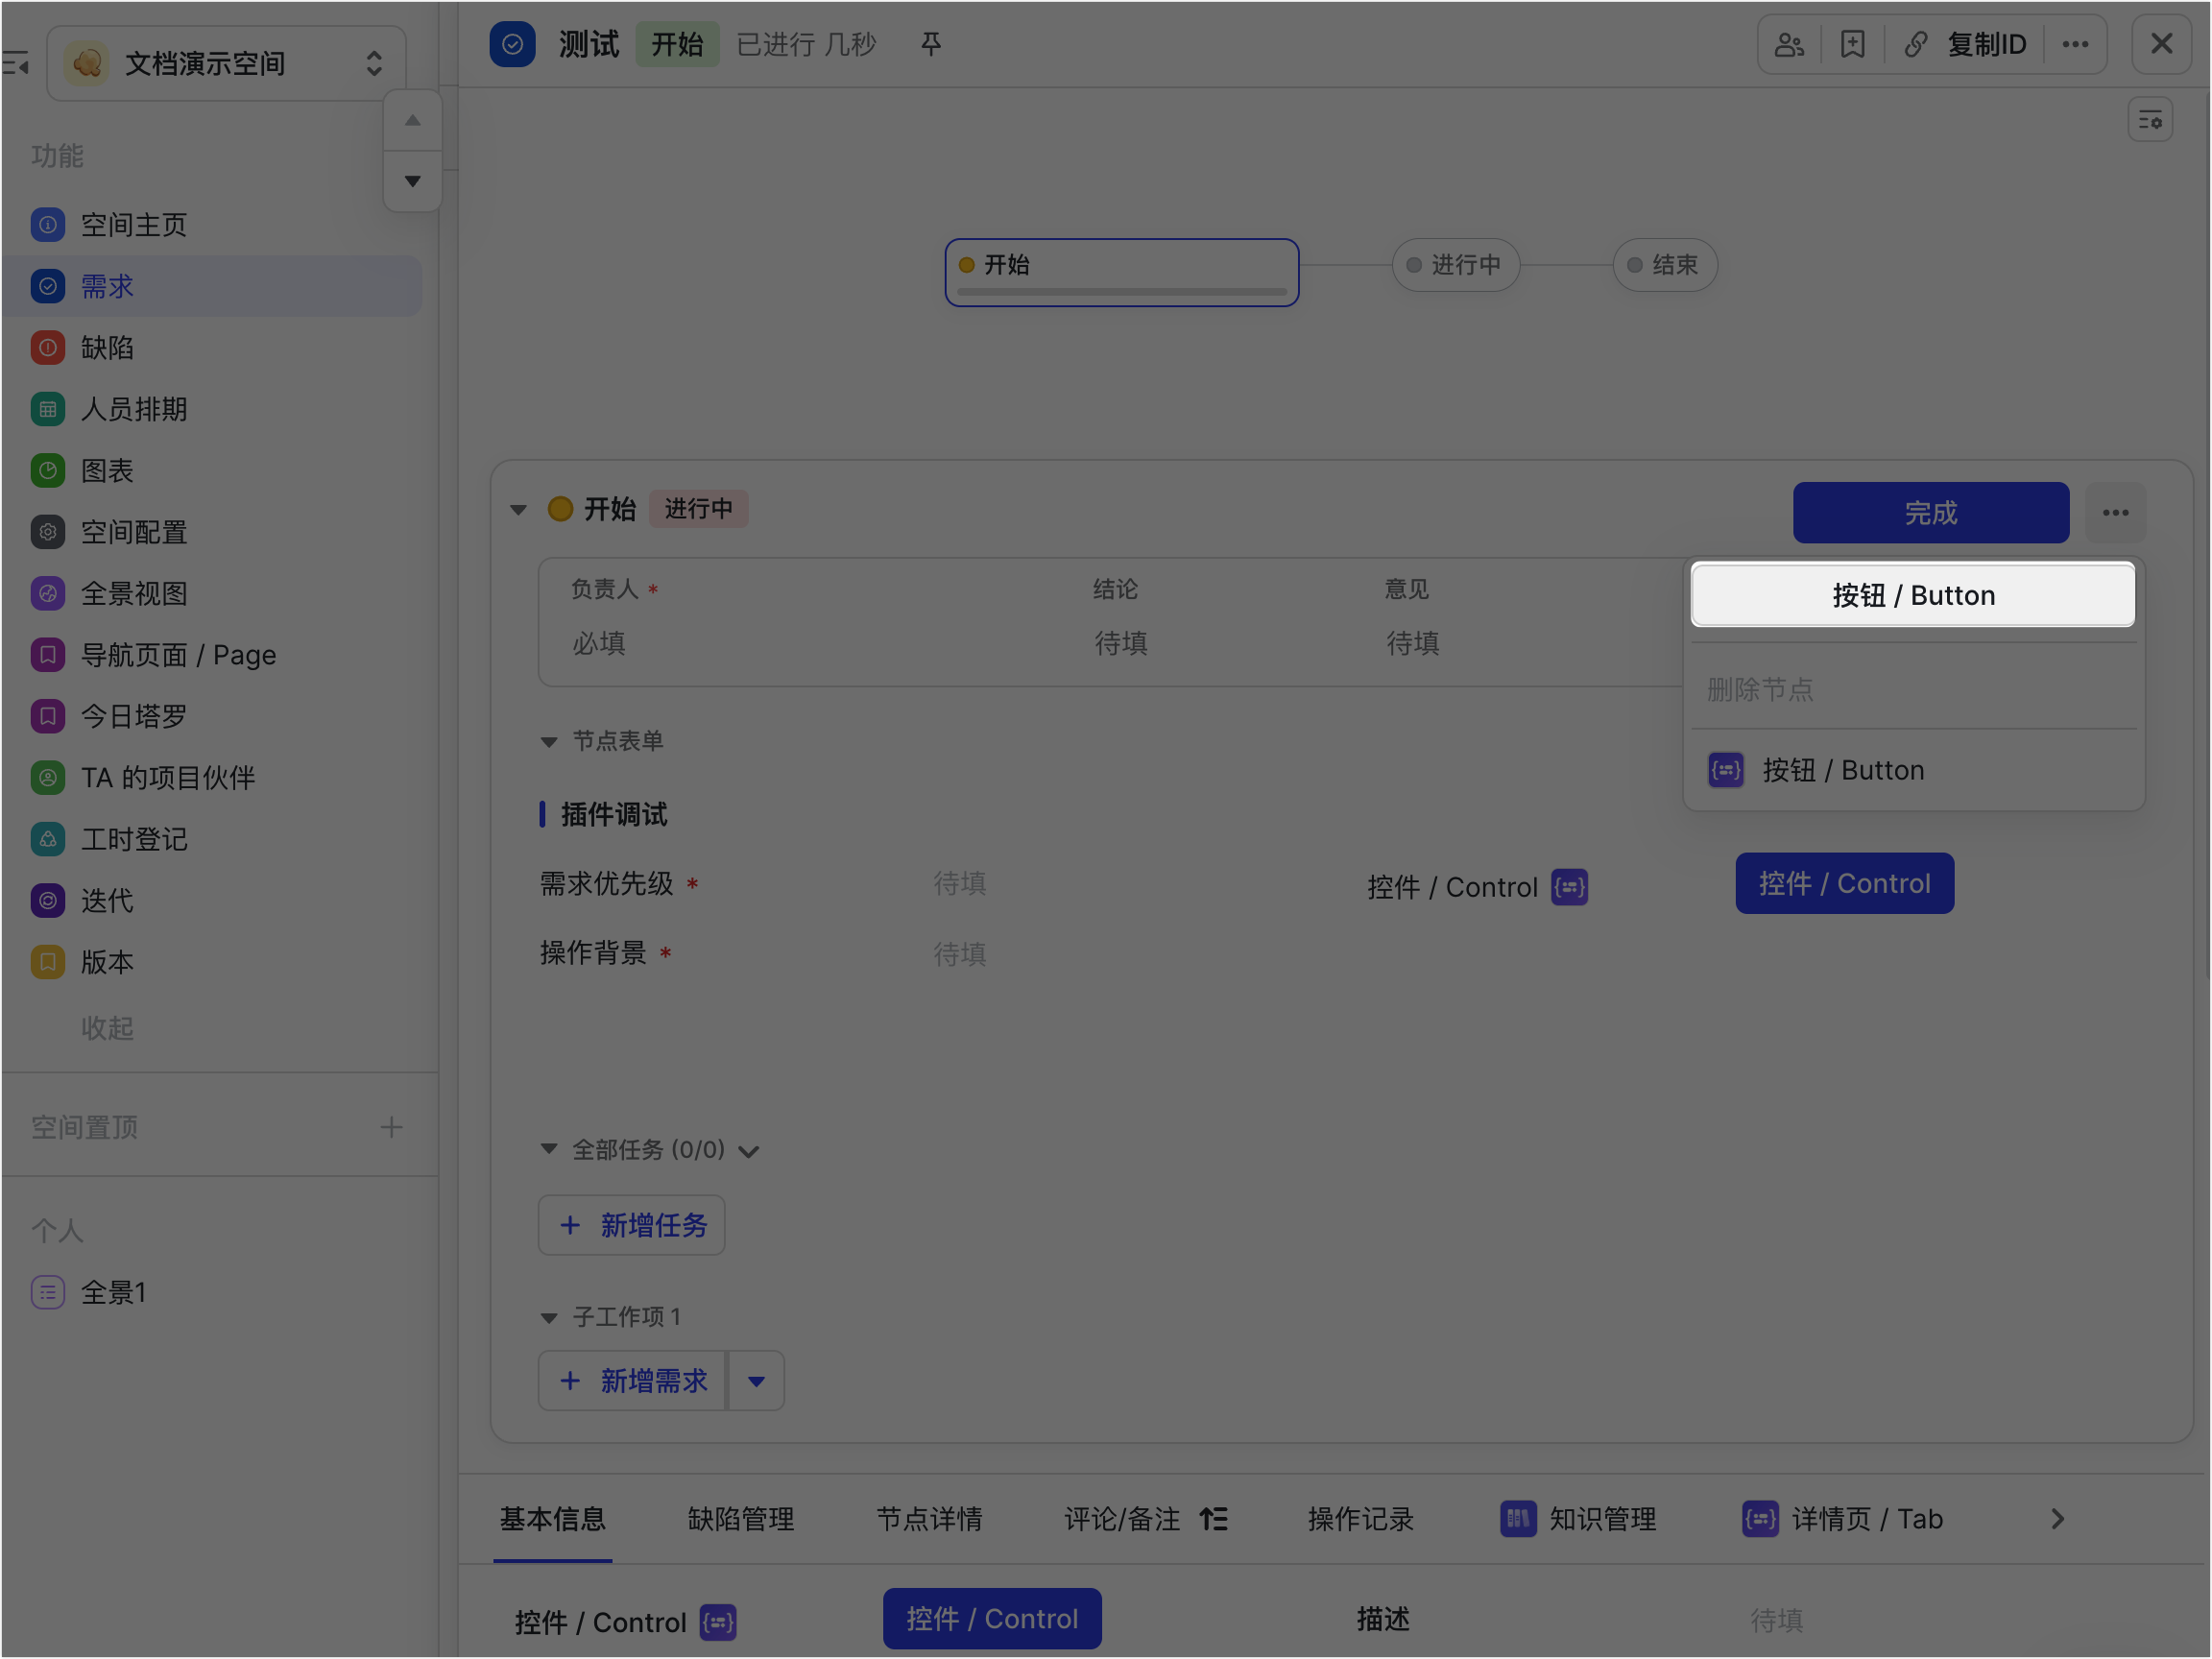 文档演示空间
功能
空间主页
需求
缺陷
人员排期
图表
空间配置
全景视图
导航页面 / Page
今日塔罗
TA 的项目伙伴
工时登记
迭代
版本
收起
空间置顶
个人
全景1
测试 开始 已进行 几秒 复制ID
开始 进行中 结束
开始 进行中 完成
负责人 * 结论 意见
必填 待填 待填
按钮 / Button
删除节点
按钮 / Button
节点表单
插件调试
需求优先级 * 待填 控件 / Control 控件 / Control
操作背景 * 待填
全部任务 (0/0)
新增任务
子工作项 1
新增需求
基本信息 缺陷管理 节点详情 评论/备注 操作记录 知识管理 详情页 / Tab
控件 / Control 控件 / Control 描述 待填